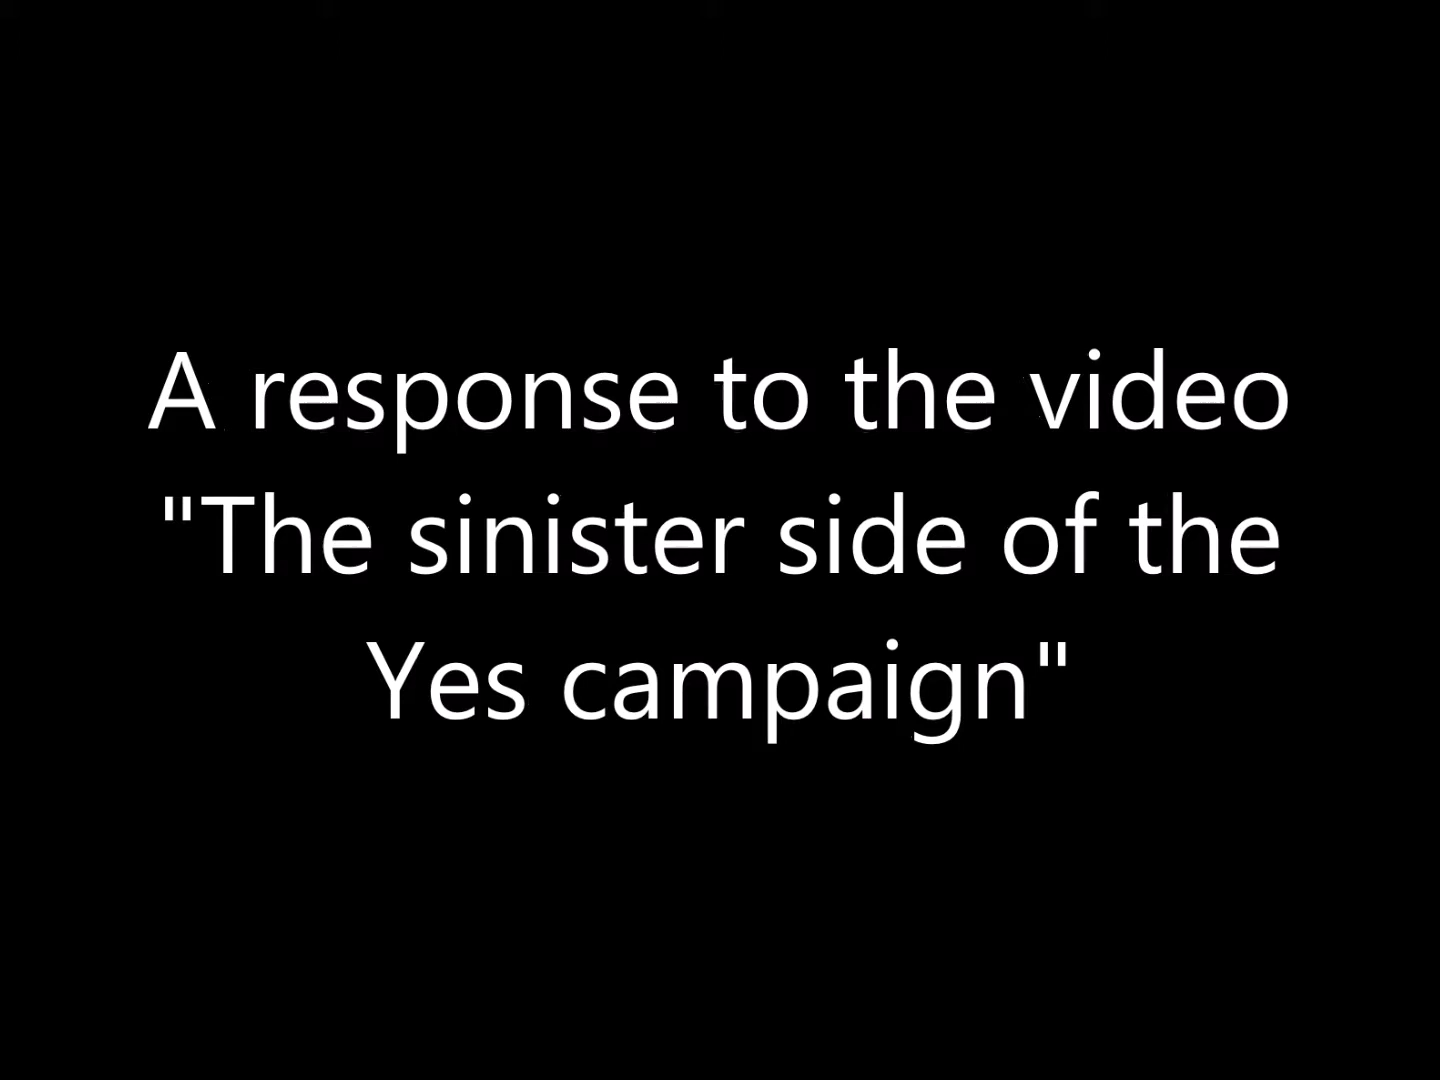 A response to the video
"The sinister side of the
Yes campaign"